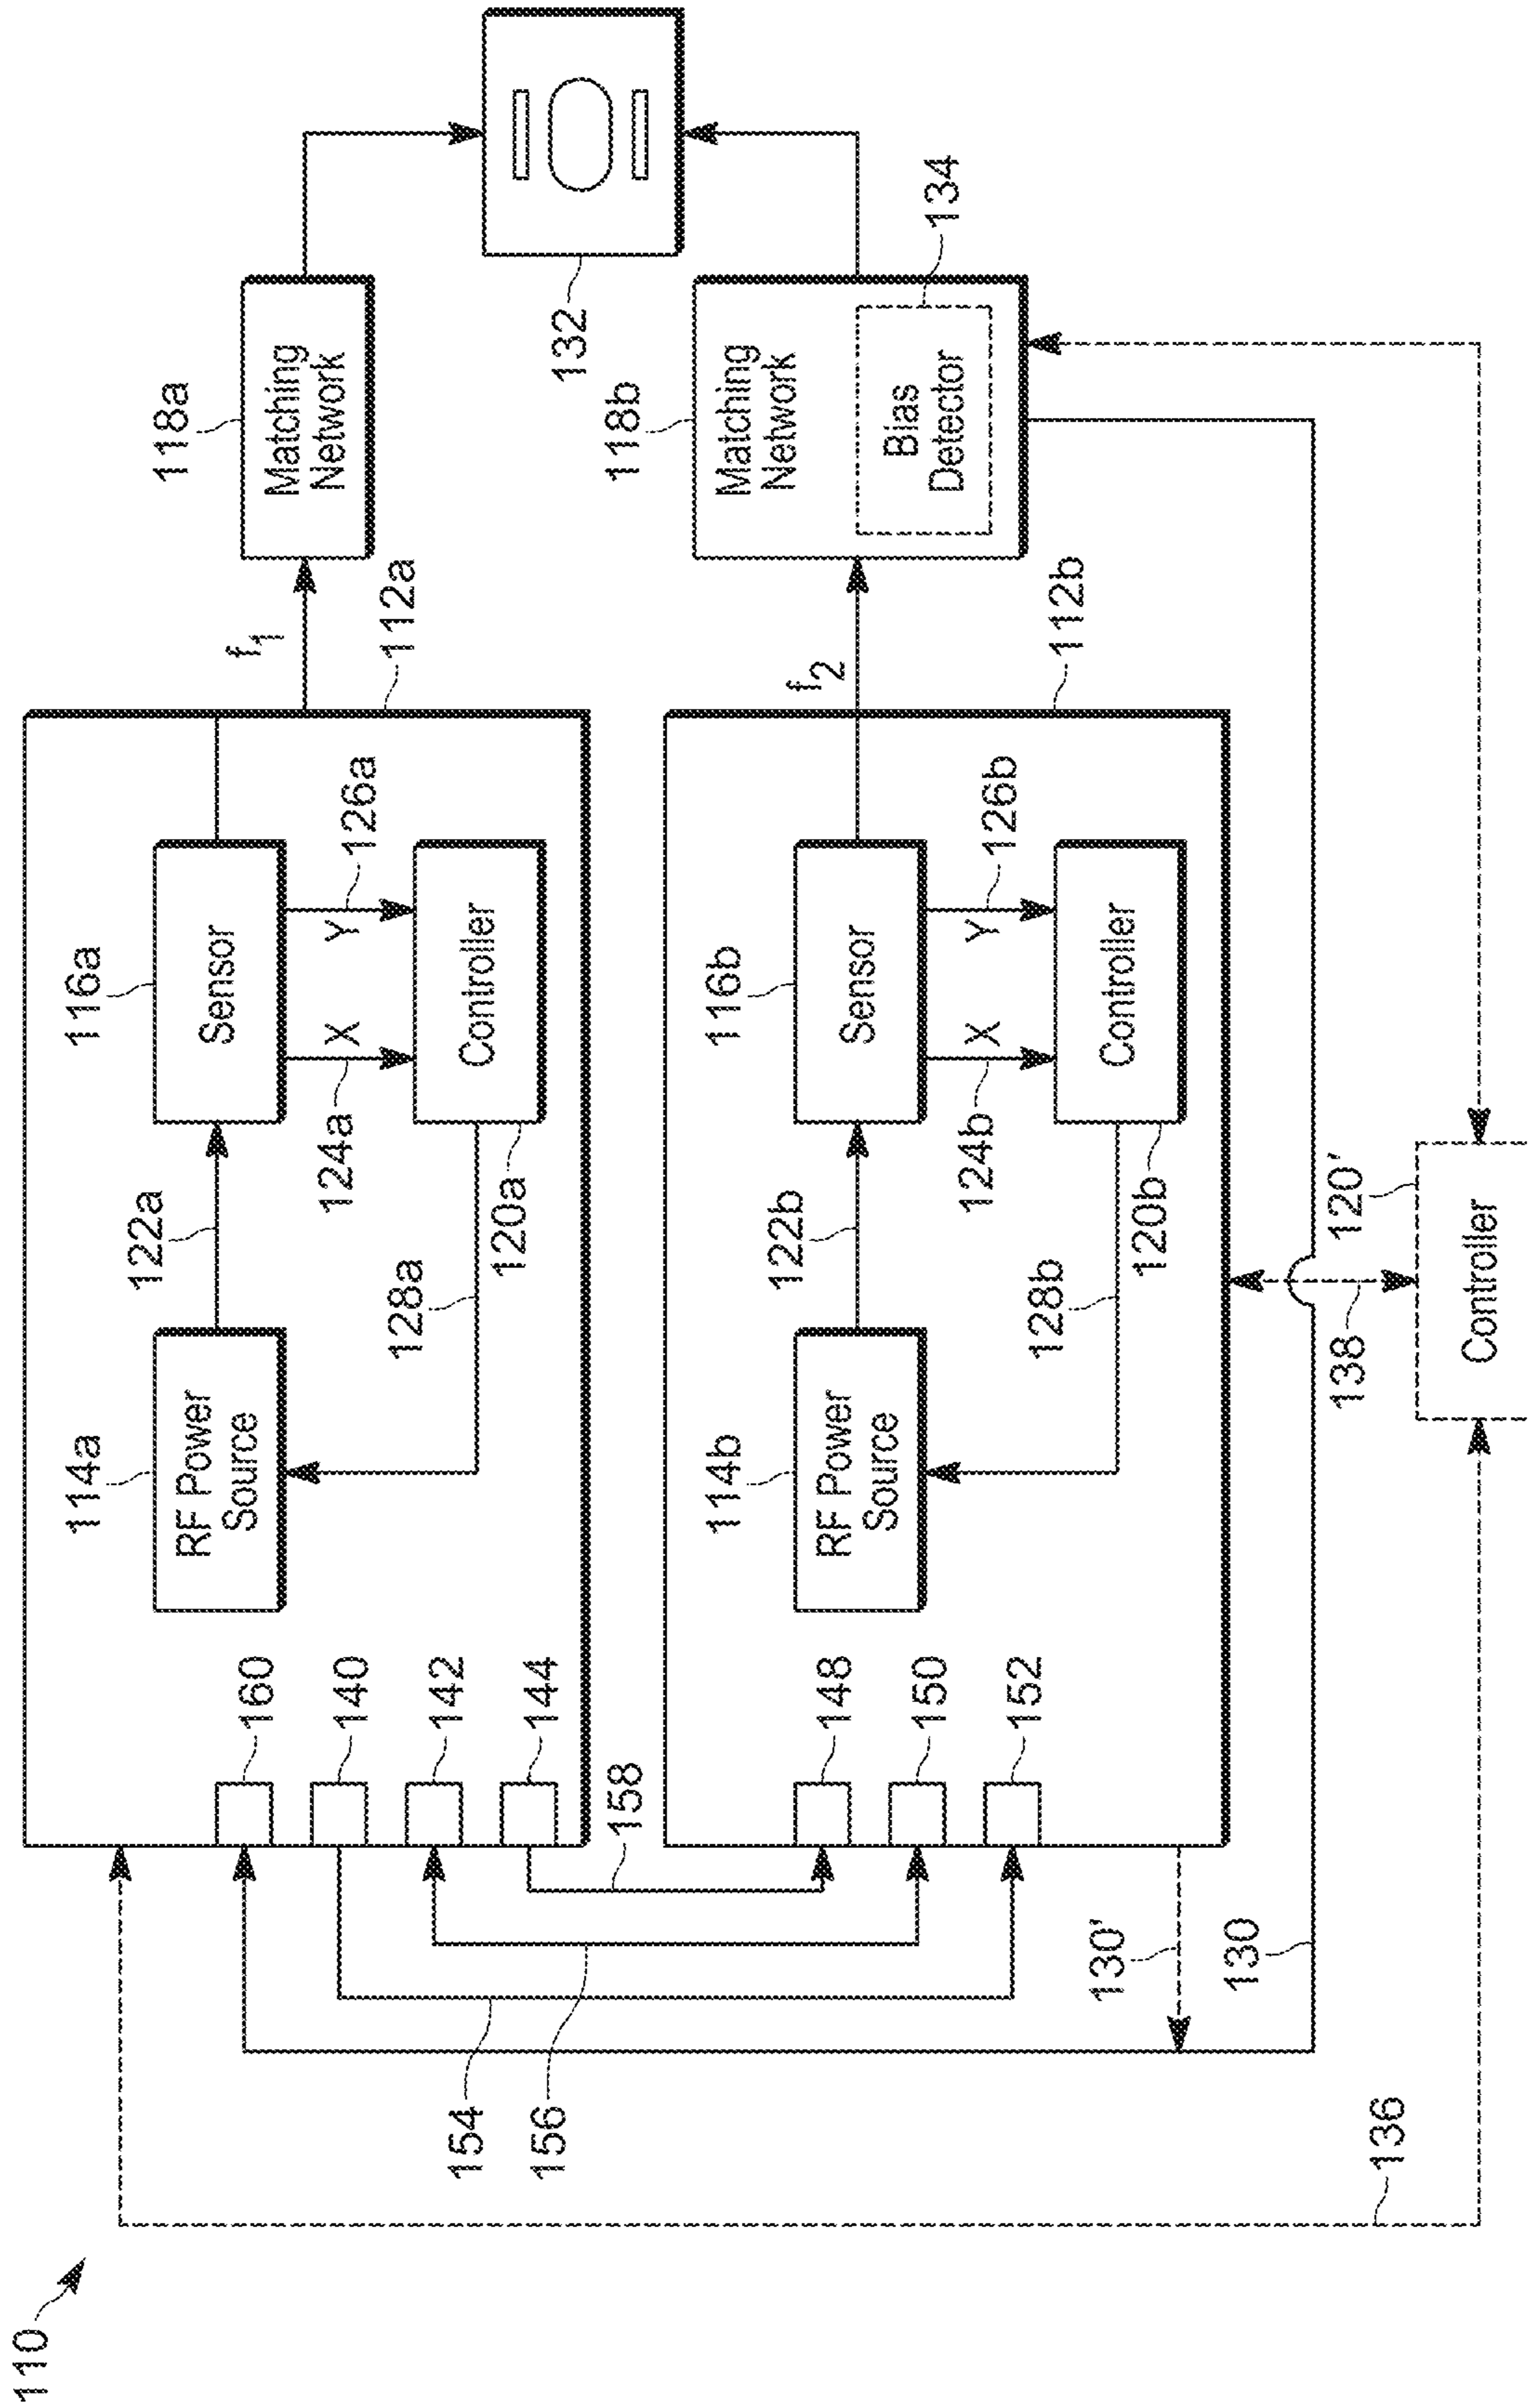 110
112a
114a
RF Power
Source
122a
116a
Sensor
124a
X
Y
126a
Controller
120a
128a
160
140
142
144
f1
118a
Matching
Network
132
158
154
156
112b
114b
RF Power
Source
122b
116b
Sensor
124b
X
Y
126b
Controller
120b
128b
148
150
152
f2
118b
Matching
Network
Bias
Detector
134
130'
130
138
120'
Controller
136